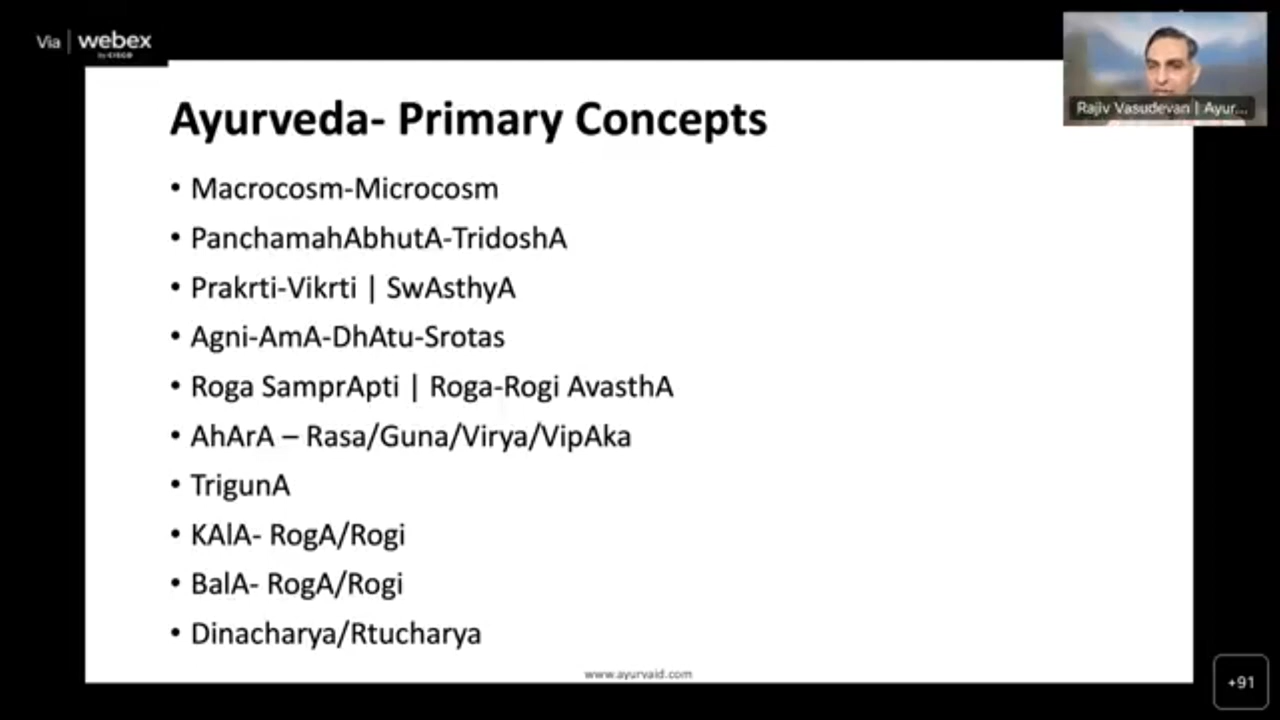 Via | webex
by CISCO
Rajiv Vasudevan | Ayur...
Ayurveda- Primary Concepts
• Macrocosm-Microcosm
• PanchamahAbhutA-TridoshA
• Prakrti-Vikrti | SwAsthyA
• Agni-AmA-DhAtu-Srotas
• Roga SamprApti | Roga-Rogi AvasthA
• AhArA – Rasa/Guna/Virya/VipAka
• TrigunA
• KAlA- RogA/Rogi
• BalA- RogA/Rogi
• Dinacharya/Rtucharya
www.ayurvaid.com
+91